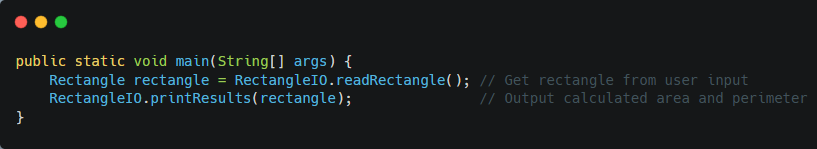 public static void main(String[] args) {
    Rectangle rectangle = RectangleIO.readRectangle(); // Get rectangle from user input
    RectangleIO.printResults(rectangle);               // Output calculated area and perimeter
}